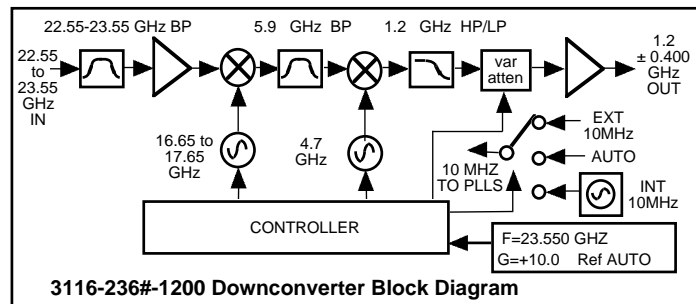 22.55-23.55 GHz BP
5.9 GHz BP
1.2 GHz HP/LP
22.55
to
23.55
GHz
IN
var
atten
1.2
± 0.400
GHz
OUT
16.65 to
17.65
GHz
4.7
GHz
10 MHZ
TO PLLS
EXT
10MHz
AUTO
INT
10MHz
CONTROLLER
F=23.550 GHZ
G=+10.0 Ref AUTO
3116-236#-1200 Downconverter Block Diagram